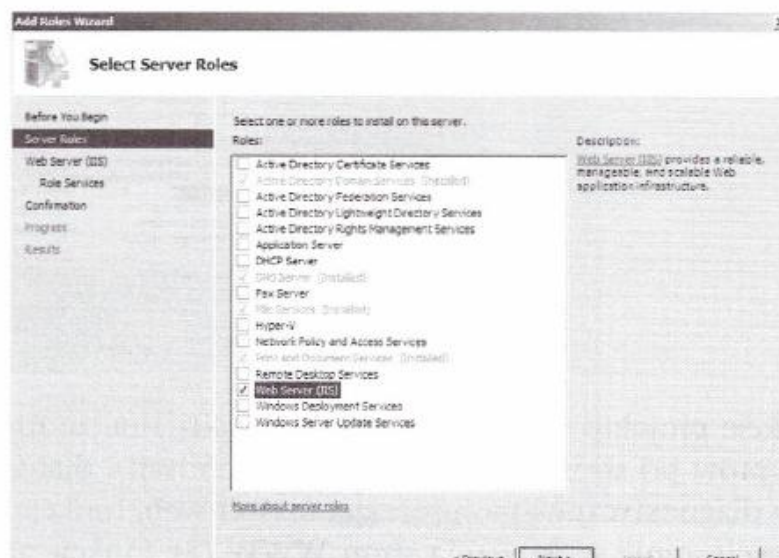 Add Roles Wizard
Select Server Roles
Before You Begin
Server Roles
Web Server (IIS)
Role Services
Confirmation
Progress
Results
Select one or more roles to install on this server.
Roles:
Active Directory Certificate Services
Active Directory Domain Services (Installed)
Active Directory Federation Services
Active Directory Lightweight Directory Services
Active Directory Rights Management Services
Application Server
DHCP Server
DNS Server (Installed)
Fax Server
File Services (Installed)
Hyper-V
Network Policy and Access Services
Print and Document Services (Installed)
Remote Desktop Services
Web Server (IIS)
Windows Deployment Services
Windows Server Update Services
More about server roles
Description:
Web Server (IIS) provides a reliable,
manageable, and scalable Web
application infrastructure.
< Previous
Next >
Cancel